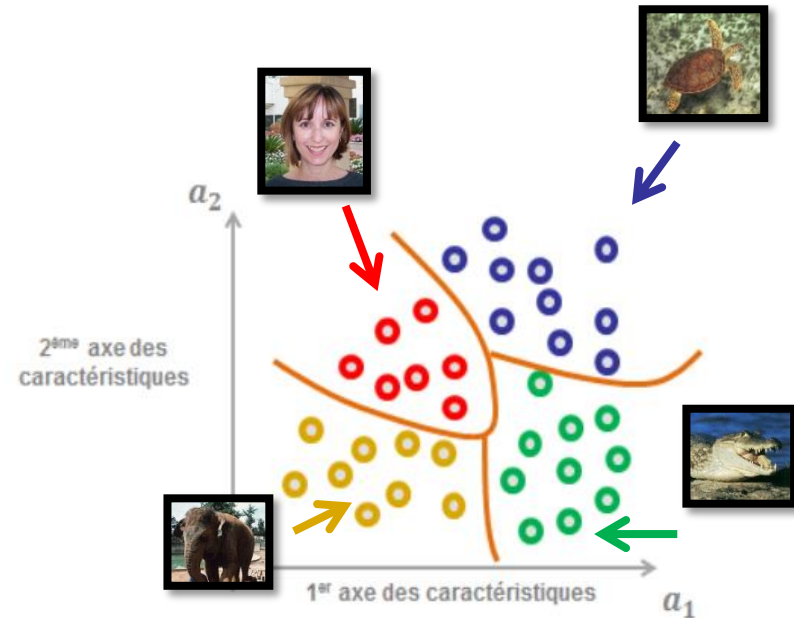 a₂
2ème axe des
caractéristiques
1er axe des caractéristiques
a₁